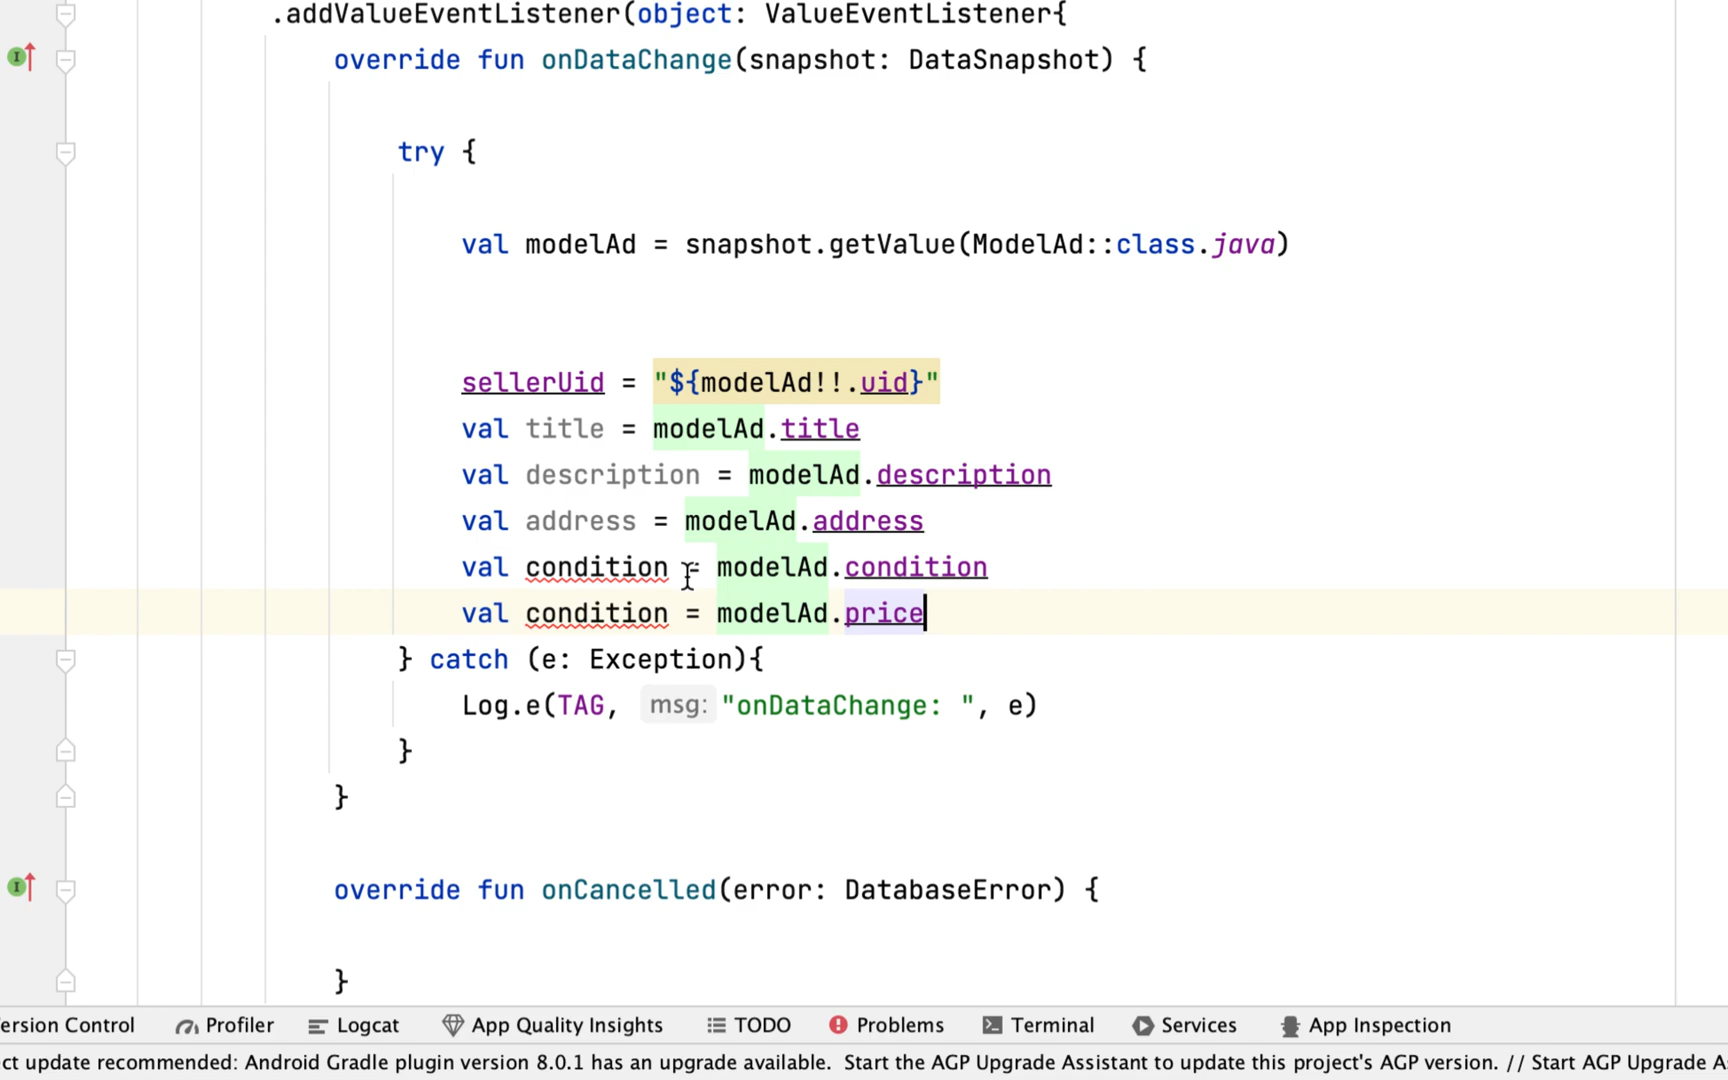 .addValueEventListener(object: ValueEventListener{
override fun onDataChange(snapshot: DataSnapshot) {
try {
val modelAd = snapshot.getValue(ModelAd::class.java)
sellerUid = "${modelAd!!.uid}"
val title = modelAd.title
val description = modelAd.description
val address = modelAd.address
val condition = modelAd.condition
val condition = modelAd.price
} catch (e: Exception){
Log.e(TAG, msg: "onDataChange: ", e)
}
}
override fun onCancelled(error: DatabaseError) {
}
ersion Control Profiler Logcat App Quality Insights TODO Problems Terminal Services App Inspection
ct update recommended: Android Gradle plugin version 8.0.1 has an upgrade available. Start the AGP Upgrade Assistant to update this project's AGP version. // Start AGP Upgrade A